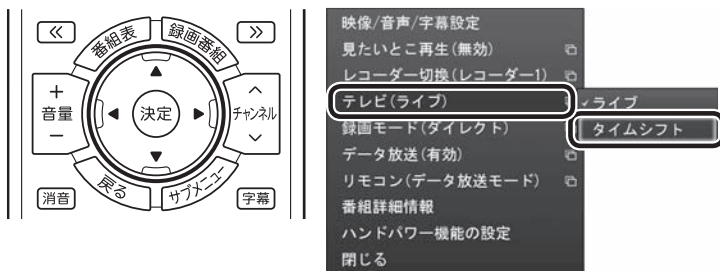 番組表
録画番組
+
音量
−
決定
チャンネル
戻る
サブメニュー
消音
字幕
映像/音声/字幕設定
見たいとこ再生(無効)
レコーダー切換(レコーダー1)
テレビ(ライブ)
✓ライブ
録画モード(ダイレクト)
タイムシフト
データ放送(有効)
リモコン(データ放送モード)
番組詳細情報
ハンドパワー機能の設定
閉じる